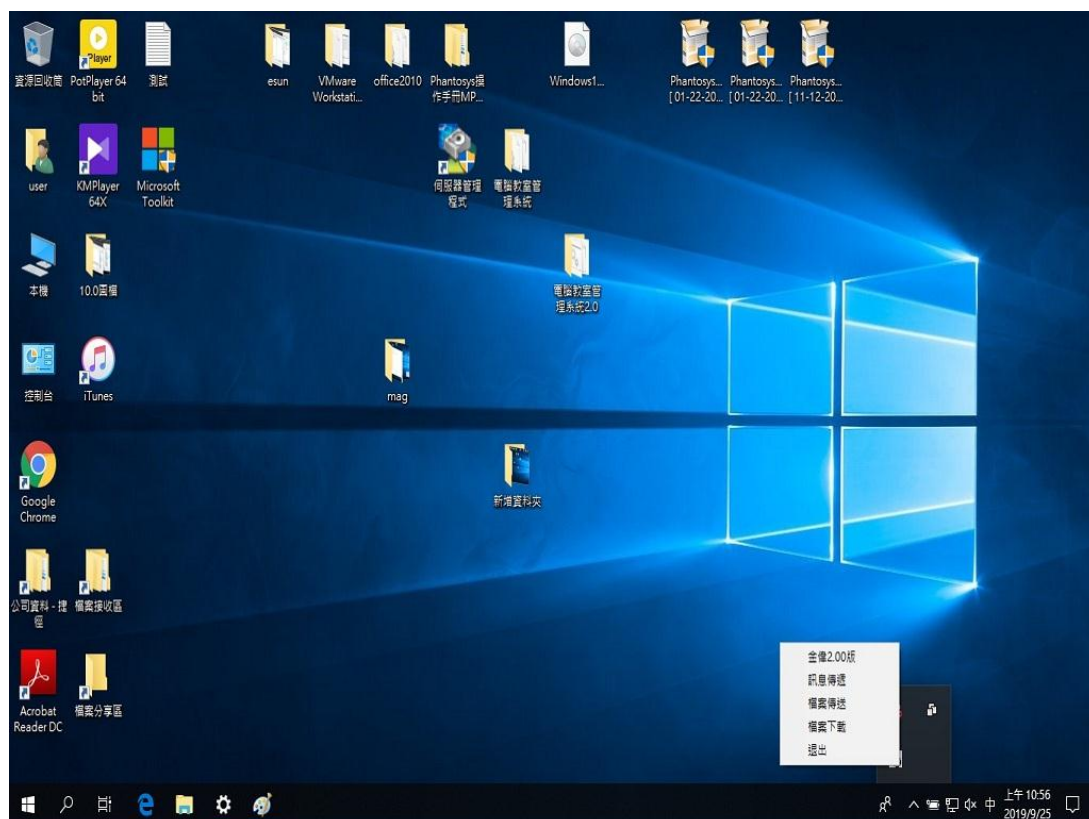 Player
資源回收筒
PotPlayer 64
bit
測試
esun
VMware
Workstati...
office2010
Phantosys操
作手冊MP...
Windows1...
Phantosys...
[ 01-22-20...
Phantosys...
[ 01-22-20...
Phantosys...
[ 11-12-20...
user
KMPlayer
64X
Microsoft
Toolkit
伺服器管理
程式
電腦教室管
理系統
本機
10.0圖檔
電腦教室管
理系統2.0
控制台
iTunes
mag
Google
Chrome
新增資料夾
公司資料 - 捷
徑
檔案接收區
Acrobat
Reader DC
檔案分享區
金偉2.00版
訊息傳遞
檔案傳送
檔案下載
退出
中
上午 10:56
2019/9/25